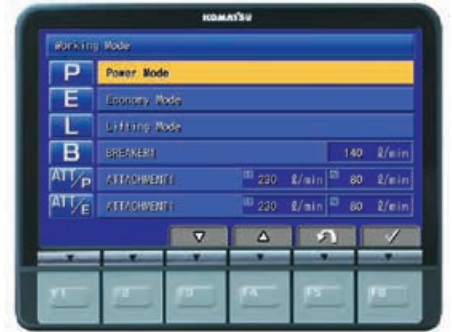 KOMATSU
Working Mode
P Power Mode
E Economy Mode
L Lifting Mode
B BREAKER1 140 ℓ/min
ATT/P ATTACHMENT1 230 ℓ/min 80 ℓ/min
ATT/E ATTACHMENT1 230 ℓ/min 80 ℓ/min
F1 F2 F3 F4 F5 F6